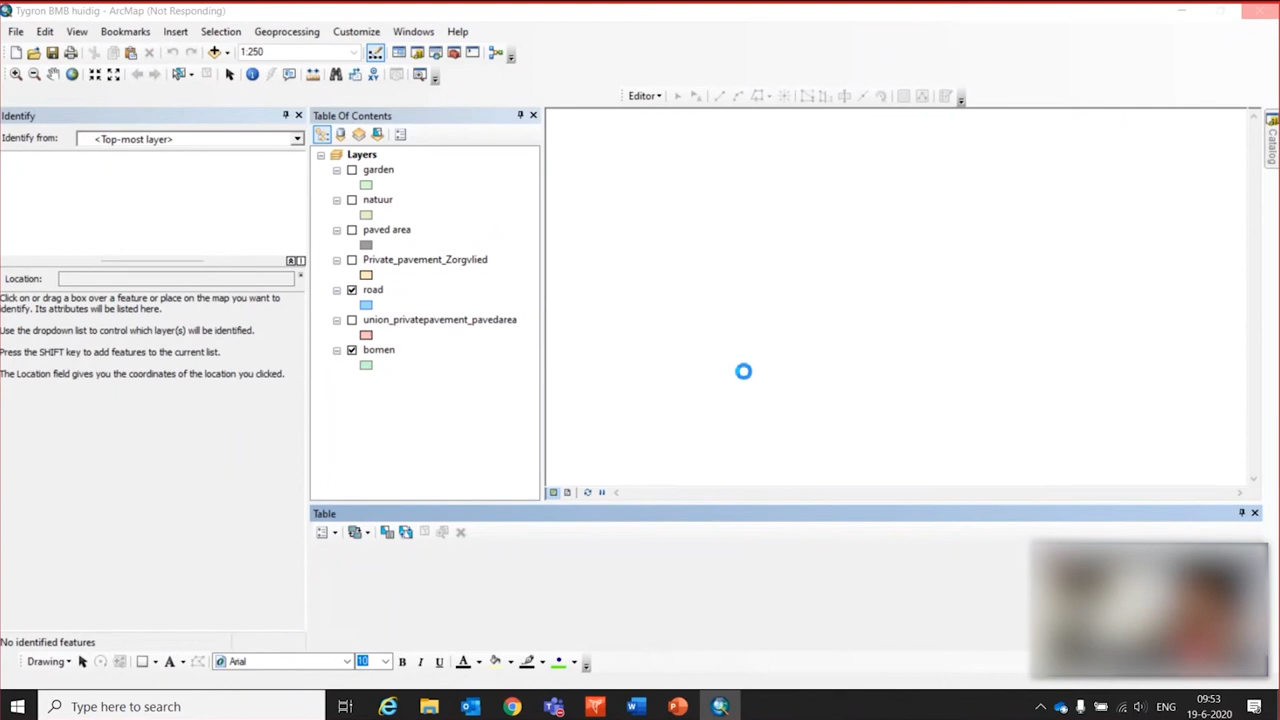 Tygron BMB huidig - ArcMap (Not Responding)
File Edit View Bookmarks Insert Selection Geoprocessing Customize Windows Help
1:250
Editor
Identify
Table Of Contents
Identify from: <Top-most layer>
Catalog
Layers
garden
natuur
paved area
Private_pavement_Zorgvlied
road
union_privatepavement_pavedarea
bomen
Location:
Click on or drag a box over a feature or place on the map you want to
identify. Its attributes will be listed here.
Use the dropdown list to control which layer(s) will be identified.
Press the SHIFT key to add features to the current list.
The Location field gives you the coordinates of the location you clicked.
Table
No identified features
Drawing A Arial 10 B I U A
Type here to search
ENG
09:53
19-6-2020